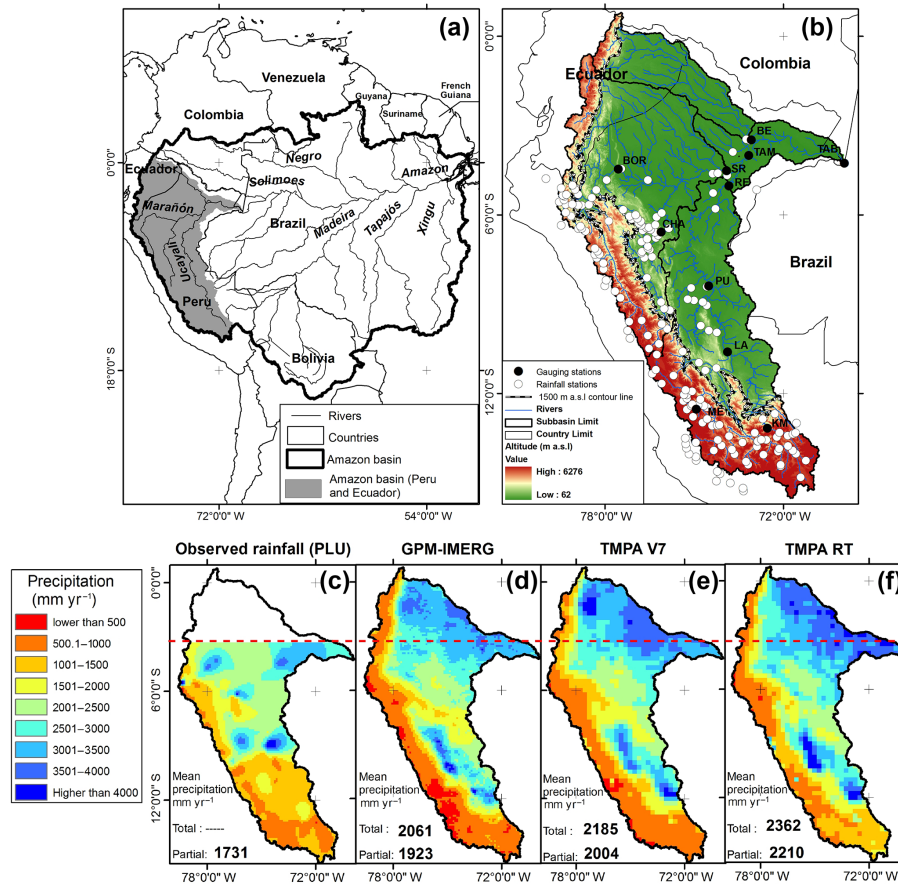 (a)
Venezuela
Guyana
French
Guiana
Suriname
Colombia
Negro
0°0'0"
Ecuador
Solimoes
Amazon
Marañón
Brazil
Madeira
Tapajós
Xingu
Ucayali
Peru
Bolivia
18°0'0" S
Rivers
Countries
Amazon basin
Amazon basin (Peru
and Ecuador)
72°0'0" W
54°0'0" W
(b)
0°0'0"
Colombia
Ecuador
BE
TAM
TAB
BOR
SR
RE
6°0'0" S
CHA
Brazil
PU
LA
12°0'0" S
ME
KM
Gauging stations
Rainfall stations
1500 m a.s.l contour line
Rivers
Subbasin Limit
Country Limit
Altitude (m a.s.l)
Value
High : 6276
Low : 62
78°0'0" W
72°0'0" W
Precipitation
(mm yr⁻¹)
lower than 500
500.1–1000
1001–1500
1501–2000
2001–2500
2501–3000
3001–3500
3501–4000
Higher than 4000
Observed rainfall (PLU)
(c)
0°0'0"
6°0'0" S
12°0'0" S
Mean
precipitation
mm yr⁻¹
Total : -----
Partial: 1731
78°0'0" W
72°0'0" W
GPM-IMERG
(d)
Mean
precipitation
mm yr⁻¹
Total : 2061
Partial: 1923
78°0'0" W
72°0'0" W
TMPA V7
(e)
Mean
precipitation
mm yr⁻¹
Total : 2185
Partial: 2004
78°0'0" W
72°0'0" W
TMPA RT
(f)
Mean
precipitation
mm yr⁻¹
Total : 2362
Partial: 2210
78°0'0" W
72°0'0" W